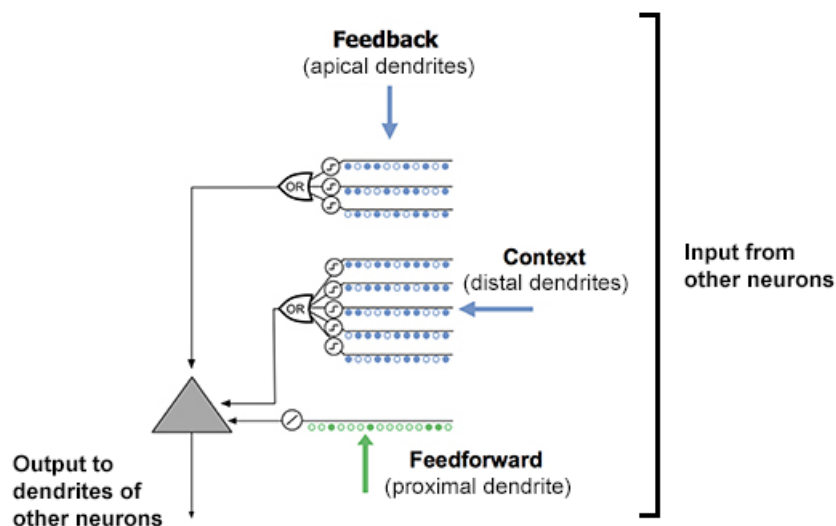 Feedback
(apical dendrites)
OR
Context
(distal dendrites)
OR
Input from
other neurons
Feedforward
(proximal dendrite)
Output to
dendrites of
other neurons